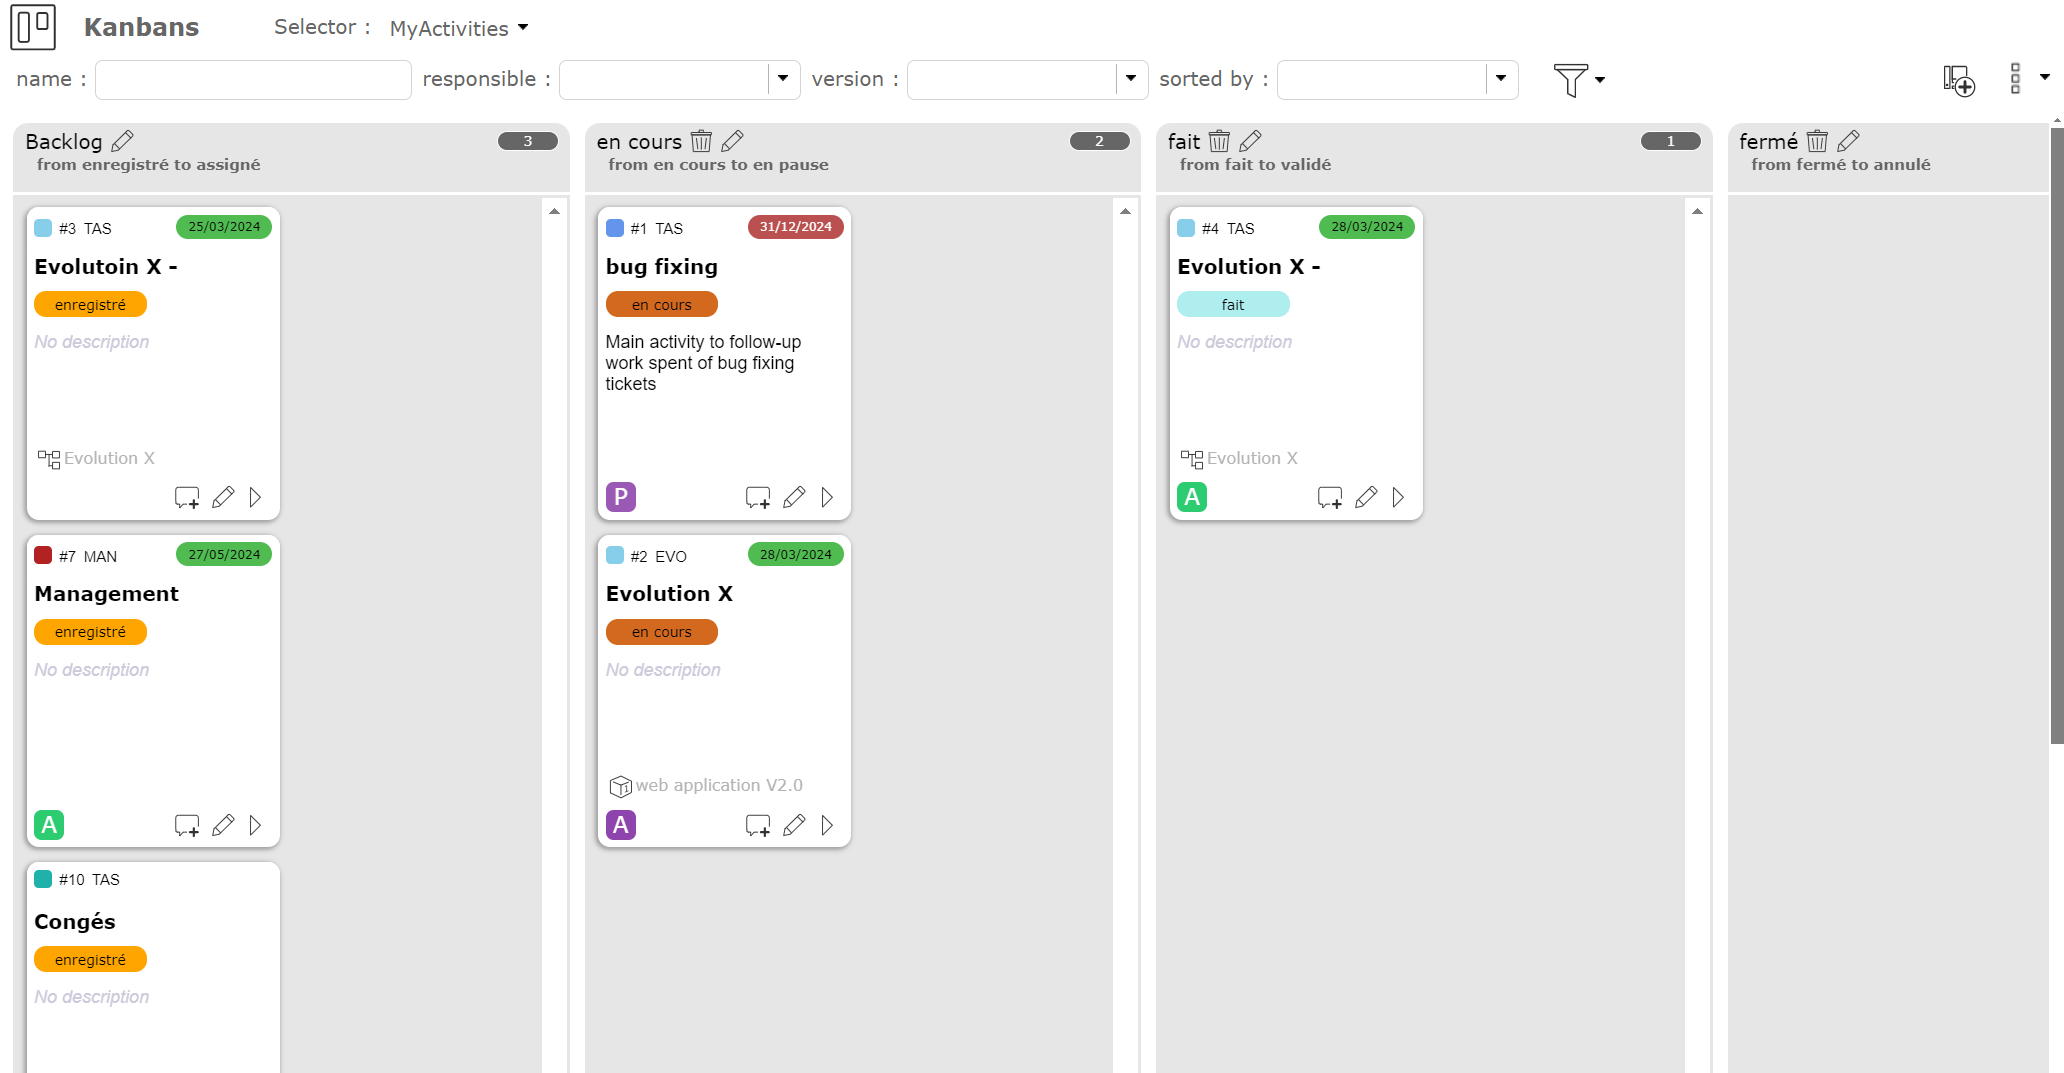 Kanbans
Selector : MyActivities
name : responsible : version : sorted by :
Backlog 3
from enregistré to assigné
#3 TAS 25/03/2024
Evolutoin X -
enregistré
No description
Evolution X
#7 MAN 27/05/2024
Management
enregistré
No description
A
#10 TAS
Congés
enregistré
No description
en cours 2
from en cours to en pause
#1 TAS 31/12/2024
bug fixing
en cours
Main activity to follow-up
work spent of bug fixing
tickets
P
#2 EVO 28/03/2024
Evolution X
en cours
No description
web application V2.0
A
fait 1
from fait to validé
#4 TAS 28/03/2024
Evolution X -
fait
No description
Evolution X
A
fermé
from fermé to annulé